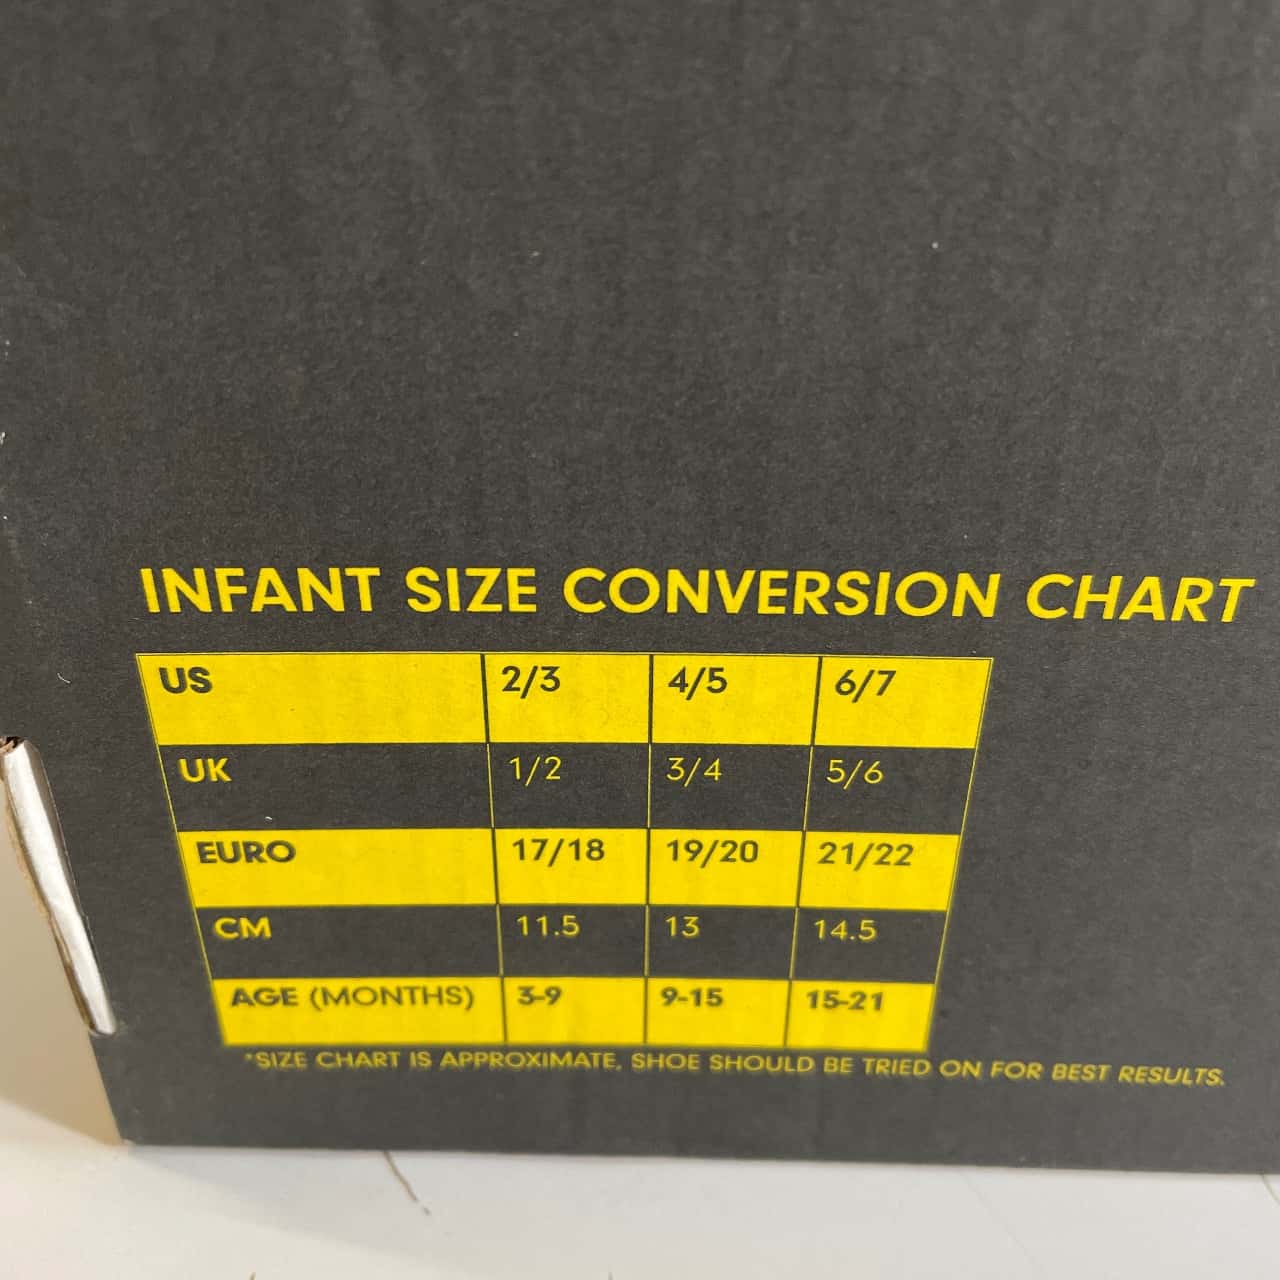 INFANT SIZE CONVERSION CHART
US 2/3 4/5 6/7
UK 1/2 3/4 5/6
EURO 17/18 19/20 21/22
CM 11.5 13 14.5
AGE (MONTHS) 3-9 9-15 15-21
*SIZE CHART IS APPROXIMATE, SHOE SHOULD BE TRIED ON FOR BEST RESULTS.